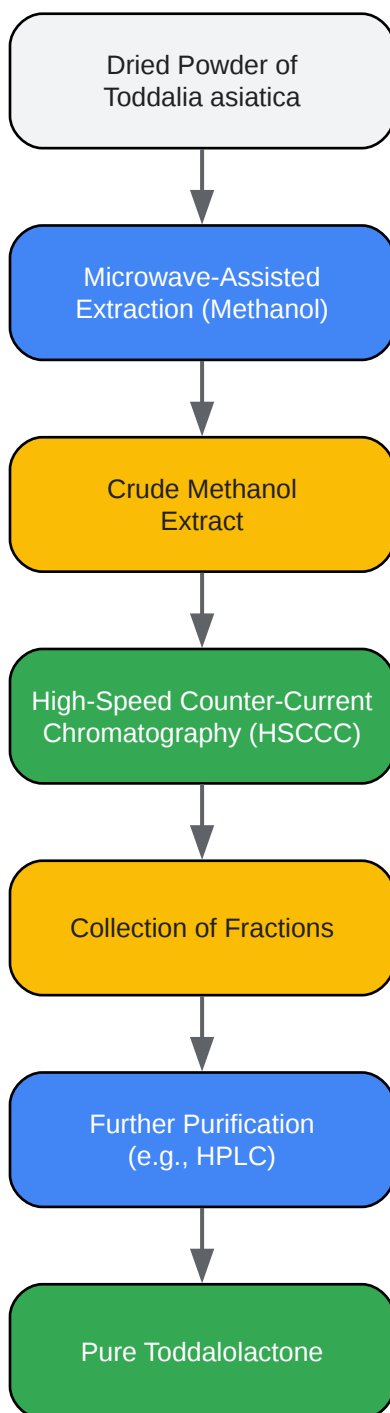 Dried Powder of
Toddalia asiatica
Microwave-Assisted
Extraction (Methanol)
Crude Methanol
Extract
High-Speed Counter-Current
Chromatography (HSCCC)
Collection of Fractions
Further Purification
(e.g., HPLC)
Pure Toddalolactone